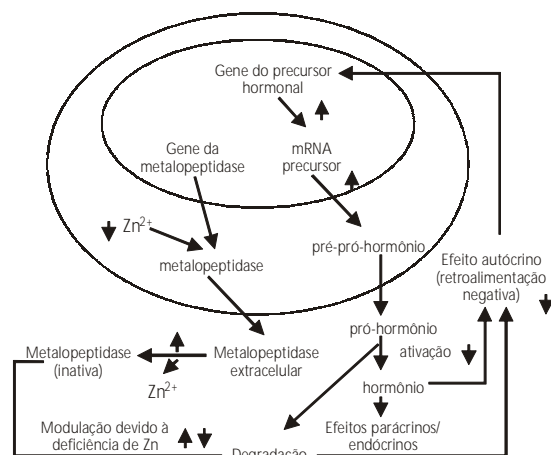 Gene do precursor
hormonal
Gene da
metalopeptidase
mRNA
precursor
Zn2+
metalopeptidase
pré-pró-hormônio
Efeito autócrino
(retroalimentação
negativa)
pró-hormônio
ativação
Metalopeptidase
(inativa)
Metalopeptidase
extracelular
Zn2+
hormônio
Modulação devido à
deficiência de Zn
Efeitos parácrinos/
endócrinos
Degradação